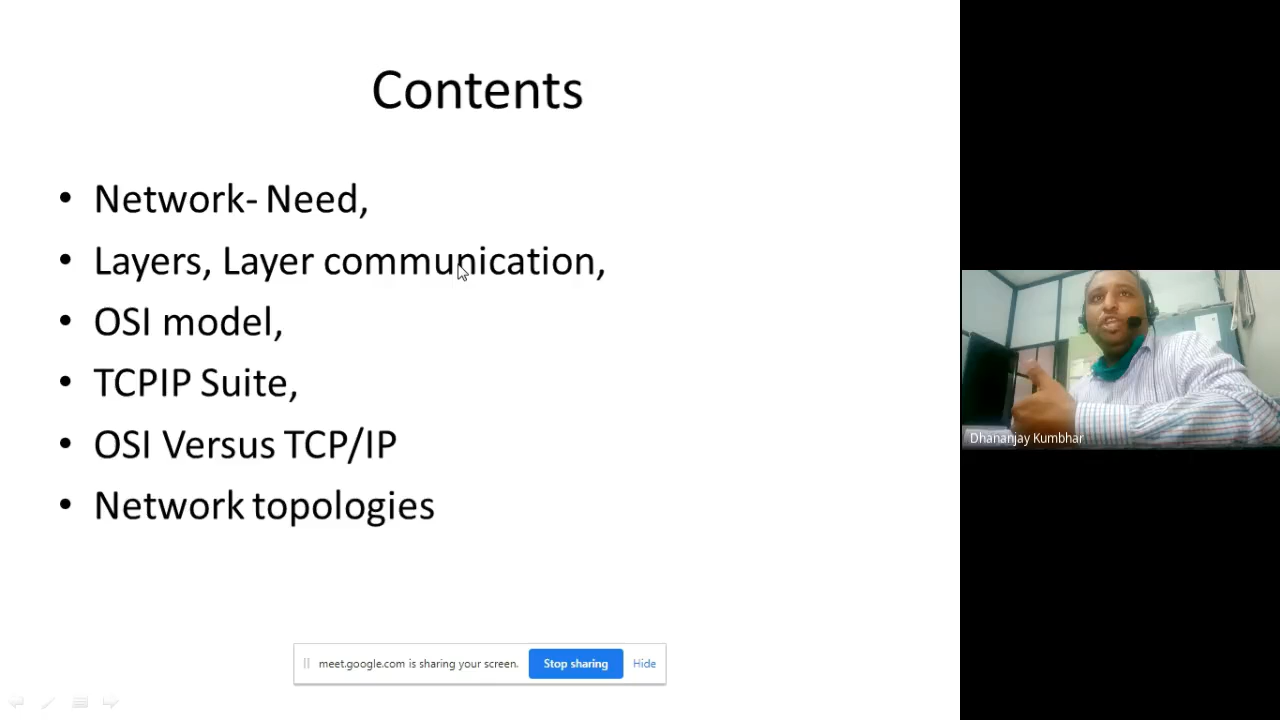 Contents
• Network- Need,
• Layers, Layer communication,
• OSI model,
• TCPIP Suite,
• OSI Versus TCP/IP
• Network topologies
Dhananjay Kumbhar
meet.google.com is sharing your screen.
Stop sharing
Hide